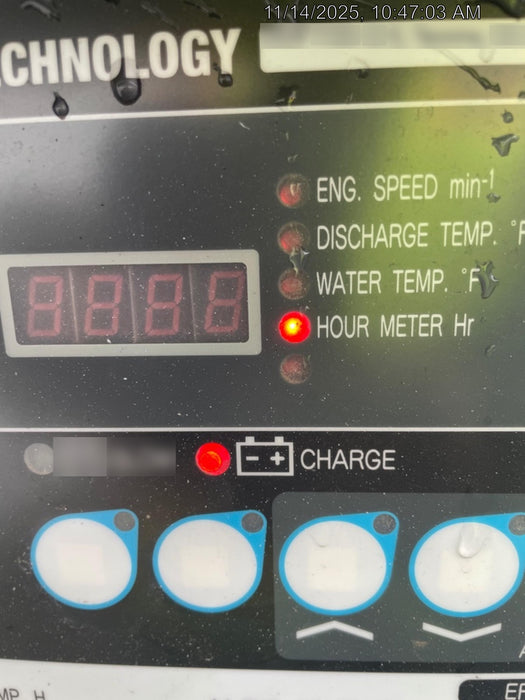 11/14/2025, 10:47:03 AM
CHNOLOGY
ENG. SPEED min-1
DISCHARGE TEMP. °F
WATER TEMP. °F
HOUR METER Hr
- + CHARGE
MP. H